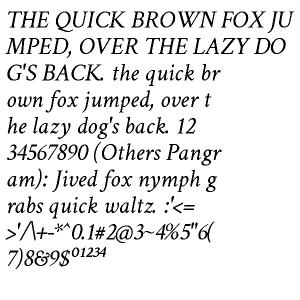 THE QUICK BROWN FOX JU
MPED, OVER THE LAZY DO
G'S BACK. the quick br
own fox jumped, over t
he lazy dog's back. 12
34567890 (Others Pangr
am): Jived fox nymph g
rabs quick waltz. :'<=
>'/\+-*^0.1#2@3~4%5"6(
7)8&9$⁰¹²³⁴